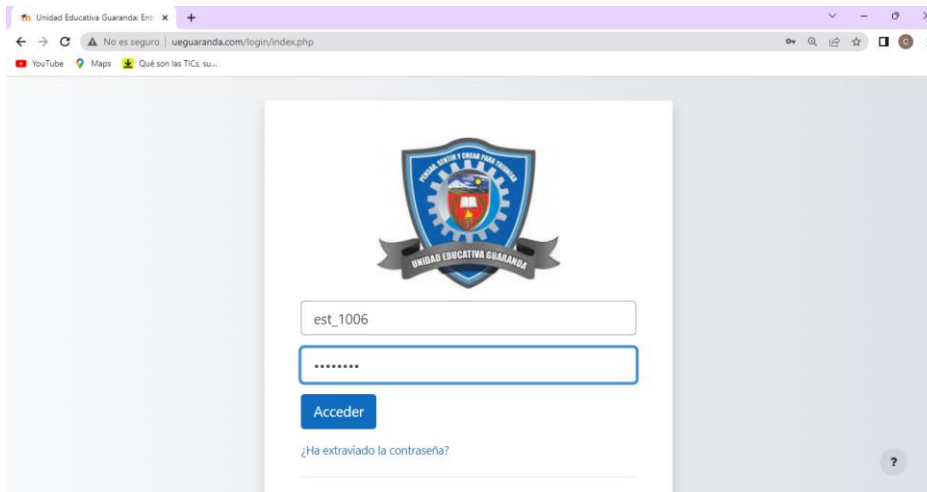 Unidad Educativa Guaranda: Entr
No es seguro | ueguaranda.com/login/index.php
YouTube Maps Qué son las TICs, su...
PENSAR, SENTIR Y CREAR PARA TRIUNFAR
UNIDAD EDUCATIVA GUARANDA
est_1006
••••••••
Acceder
¿Ha extraviado la contraseña?
?